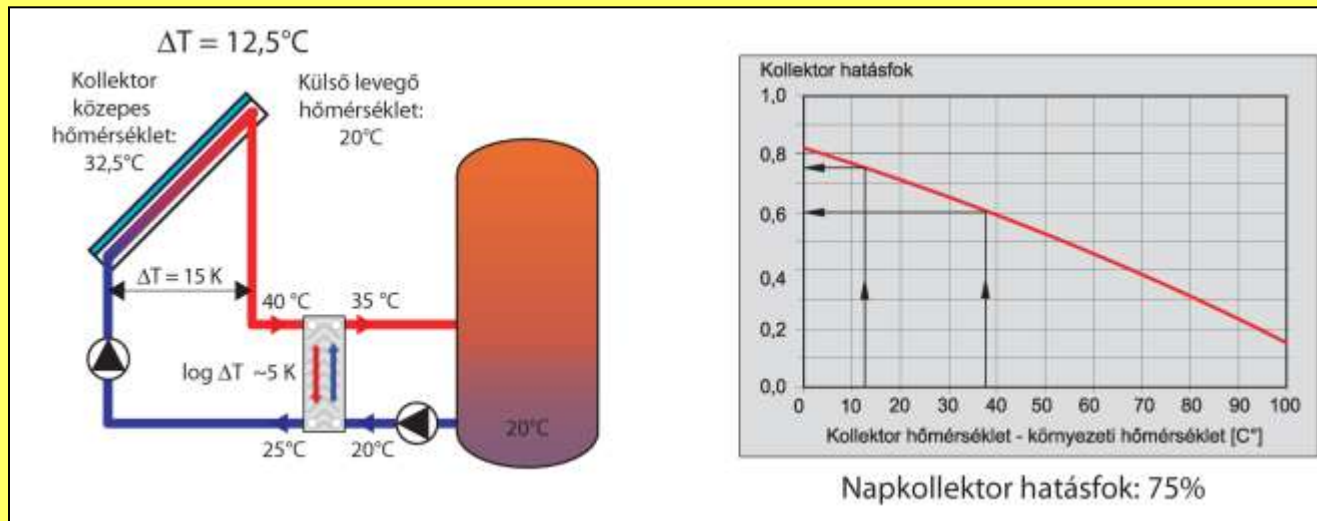 ΔT = 12,5°C
Kollektor
közepes
hőmérséklet:
32,5°C
Külső levegő
hőmérséklet:
20°C
ΔT = 15 K
40 °C
35 °C
log ΔT ~5 K
25°C
20°C
20°C
Kollektor hatásfok
1,0
0,8
0,6
0,4
0,2
0,0
0 10 20 30 40 50 60 70 80 90 100
Kollektor hőmérséklet - környezeti hőmérséklet [C°]
Napkollektor hatásfok: 75%